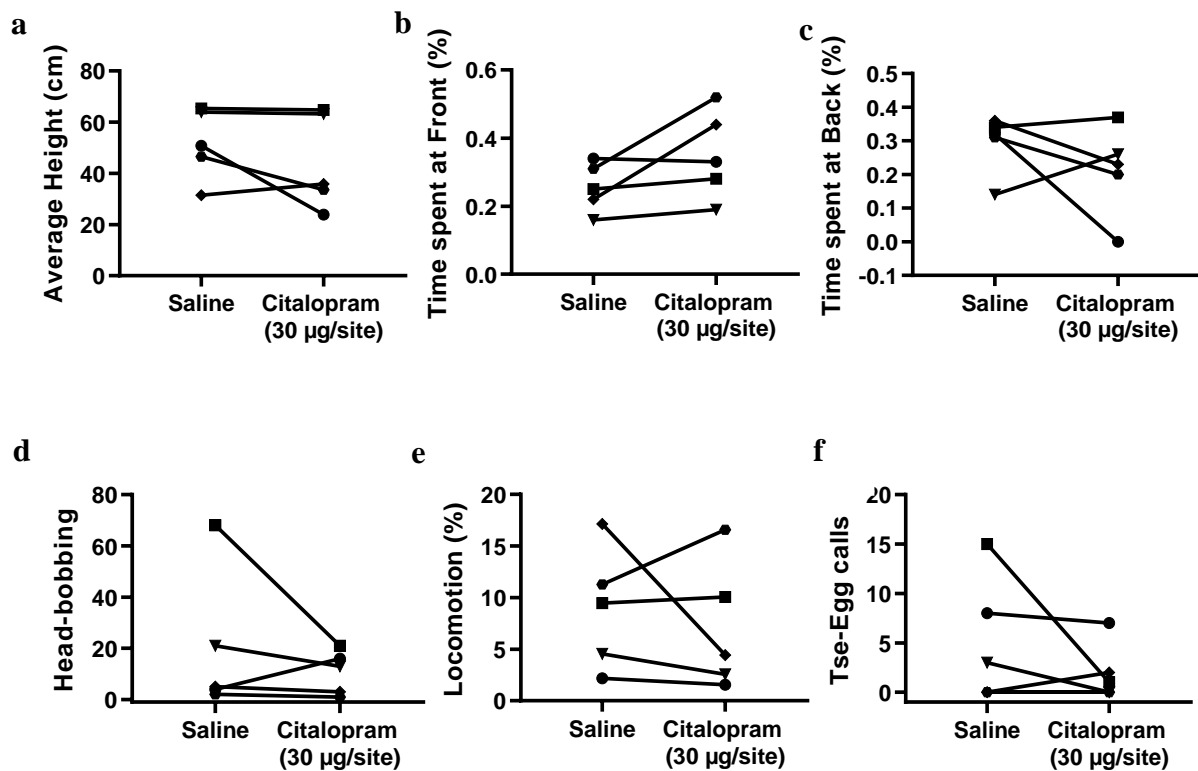 a
Average Height (cm)
80
60
40
20
0
Saline
Citalopram
(30 µg/site)
b
Time spent at Front (%)
0.6
0.4
0.2
0.0
Saline
Citalopram
(30 µg/site)
c
Time spent at Back (%)
0.5
0.4
0.3
0.2
0.1
0.0
-0.1
Saline
Citalopram
(30 µg/site)
d
Head-bobbing
80
60
40
20
0
Saline
Citalopram
(30 µg/site)
e
Locomotion (%)
20
15
10
5
0
Saline
Citalopram
(30 µg/site)
f
Tse-Egg calls
20
15
10
5
0
Saline
Citalopram
(30 µg/site)